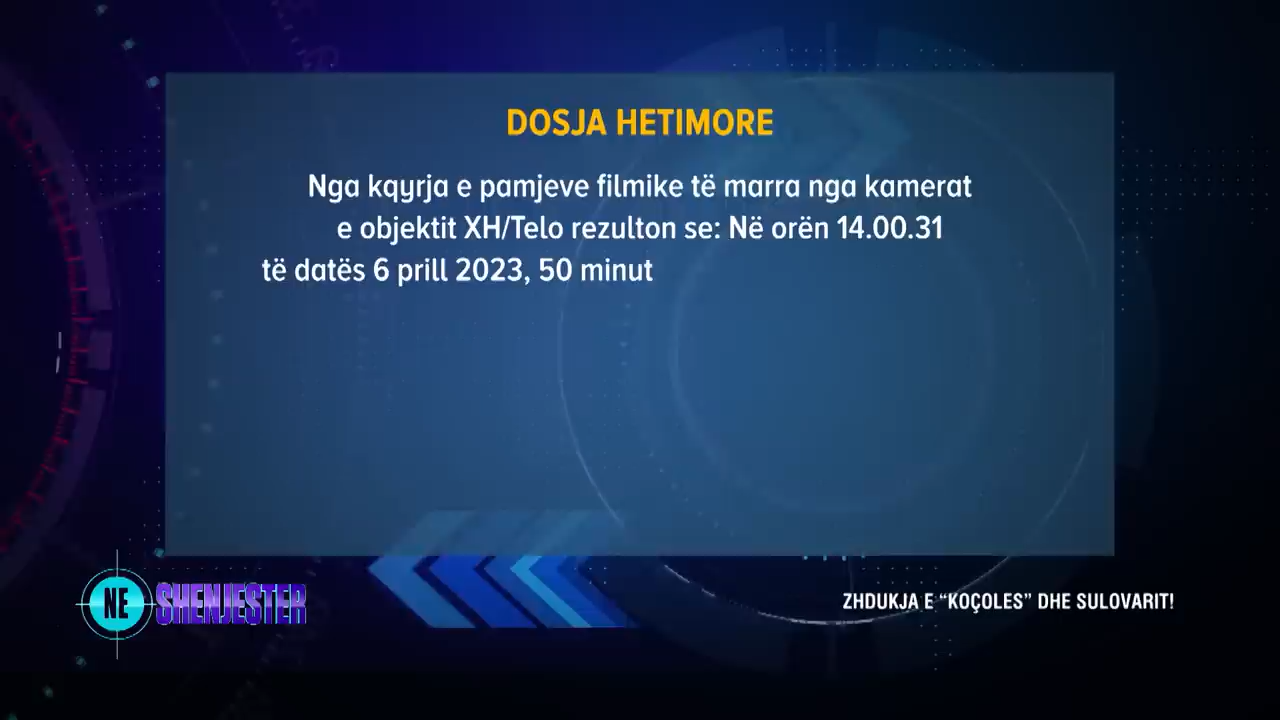 DOSJA HETIMORE
Nga kqyrja e pamjeve filmike të marra nga kamerat
e objektit XH/Telo rezulton se: Në orën 14.00.31
të datës 6 prill 2023, 50 minut
NE SHENJESTER
ZHDUKJA E “KOÇOLES” DHE SULOVARIT!